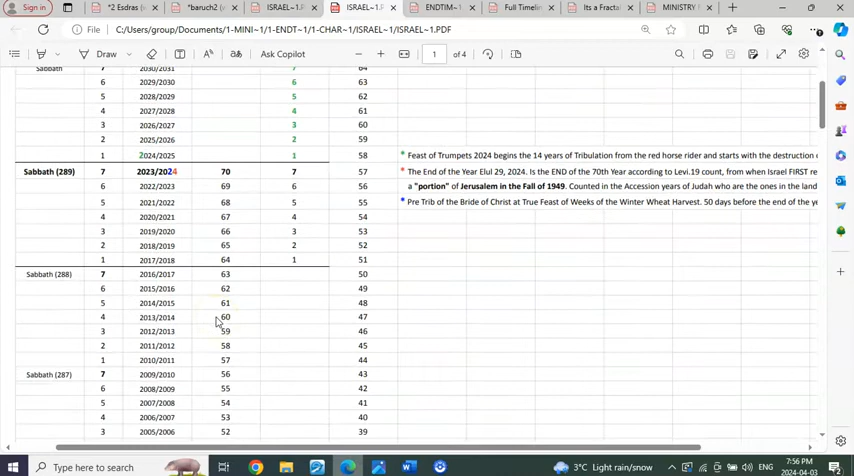 Sign in
*2 Esdras (
*baruch2 (
ISRAEL~1.P
ISRAEL~1.P
ENDTIM~1
Full Timelin
Its a Fractal
MINISTRY
File C:/Users/group/Documents/1-MINI~1/1-ENDT~1/1-CHAR~1/ISRAEL~1/ISRAEL~1.PDF
Draw Ask Copilot 1 of 4
Sabbath 7 2030/2031 7 64
6 2029/2030 6 63
5 2028/2029 5 62
4 2027/2028 4 61
3 2026/2027 3 60
2 2025/2026 2 59
1 2024/2025 1 58 * Feast of Trumpets 2024 begins the 14 years of Tribulation from the red horse rider and starts with the destruction
Sabbath (289) 7 2023/2024 70 7 57 * The End of the Year Elul 29, 2024. Is the END of the 70th Year according to Levi.19 count, from when Israel FIRST re
6 2022/2023 69 6 56 a "portion" of Jerusalem in the Fall of 1949. Counted in the Accession years of Judah who are the ones in the land
5 2021/2022 68 5 55 * Pre Trib of the Bride of Christ at True Feast of Weeks of the Winter Wheat Harvest. 50 days before the end of the ye
4 2020/2021 67 4 54
3 2019/2020 66 3 53
2 2018/2019 65 2 52
1 2017/2018 64 1 51
Sabbath (288) 7 2016/2017 63 50
6 2015/2016 62 49
5 2014/2015 61 48
4 2013/2014 60 47
3 2012/2013 59 46
2 2011/2012 58 45
1 2010/2011 57 44
Sabbath (287) 7 2009/2010 56 43
6 2008/2009 55 42
5 2007/2008 54 41
4 2006/2007 53 40
3 2005/2006 52 39
Type here to search
3°C Light rain/snow
7:56 PM
2024-04-03